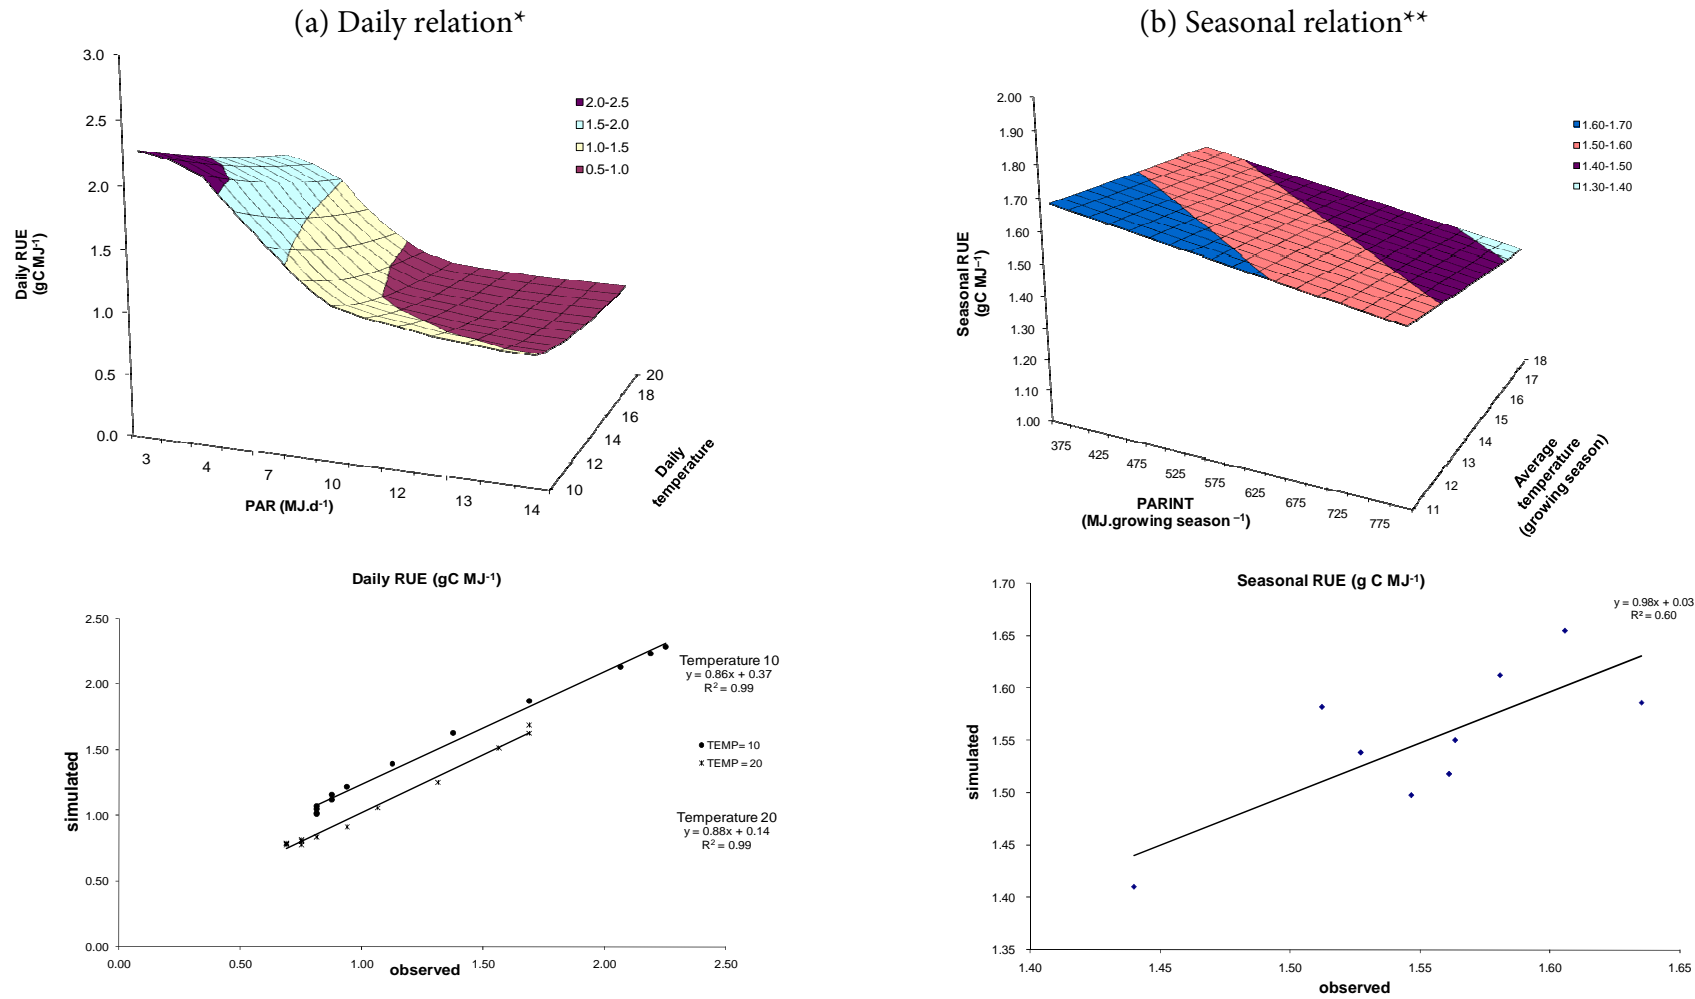 (a) Daily relation*
3.0
2.5
2.0
1.5
1.0
0.5
0.0
Daily RUE
(gC MJ-1)
2.0-2.5
1.5-2.0
1.0-1.5
0.5-1.0
3
4
7
10
12
13
14
PAR (MJ.d-1)
20
18
16
14
12
10
Daily
temperature
(b) Seasonal relation**
2.00
1.90
1.80
1.70
1.60
1.50
1.40
1.30
1.20
1.10
1.00
Seasonal RUE
(gC MJ–1)
1.60-1.70
1.50-1.60
1.40-1.50
1.30-1.40
375
425
475
525
575
625
675
725
775
PARINT
(MJ.growing season –1)
18
17
16
15
14
13
12
11
Average
temperature
(growing season)
Daily RUE (gC MJ-1)
2.50
2.00
1.50
1.00
0.50
0.00
simulated
Temperature 10
y = 0.86x + 0.37
R2 = 0.99
TEMP= 10
TEMP = 20
Temperature 20
y = 0.88x + 0.14
R2 = 0.99
0.00 0.50 1.00 1.50 2.00 2.50
observed
Seasonal RUE (g C MJ-1)
y = 0.98x + 0.03
R² = 0.60
1.70
1.65
1.60
1.55
1.50
1.45
1.40
1.35
simulated
1.40 1.45 1.50 1.55 1.60 1.65
observed